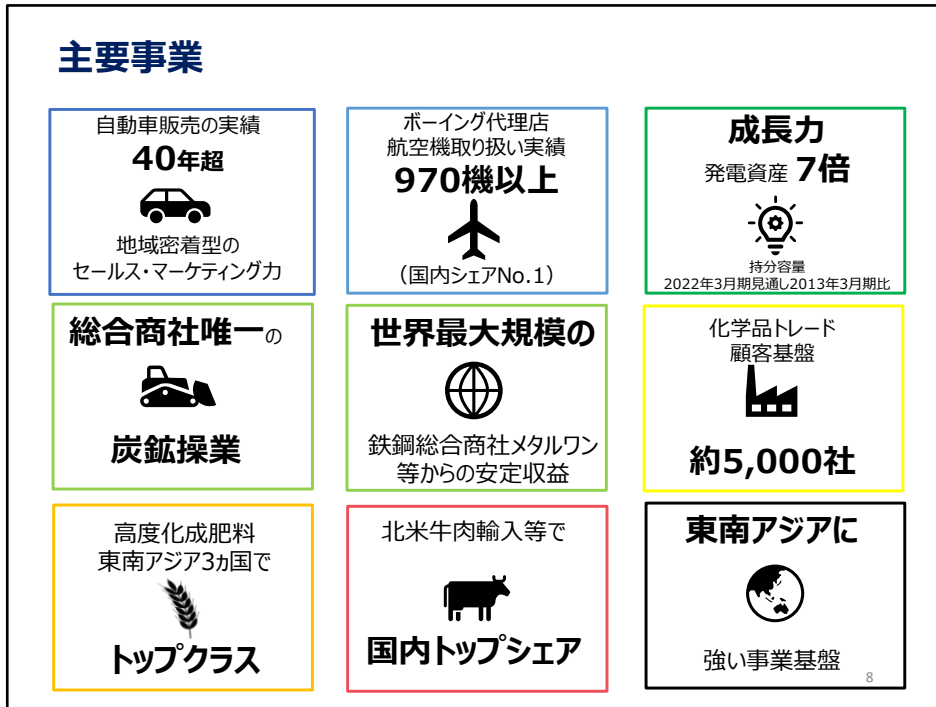 主要事業
自動車販売の実績
40年超
地域密着型の
セールス・マーケティング力
ボーイング代理店
航空機取り扱い実績
970機以上
（国内シェアNo.1）
成長力
発電資産 7倍
持分容量
2022年3月期見通し2013年3月期比
総合商社唯一の
炭鉱操業
世界最大規模の
鉄鋼総合商社メタルワン
等からの安定収益
化学品トレード
顧客基盤
約5,000社
高度化成肥料
東南アジア3ヵ国で
トップクラス
北米牛肉輸入等で
国内トップシェア
東南アジアに
強い事業基盤
8